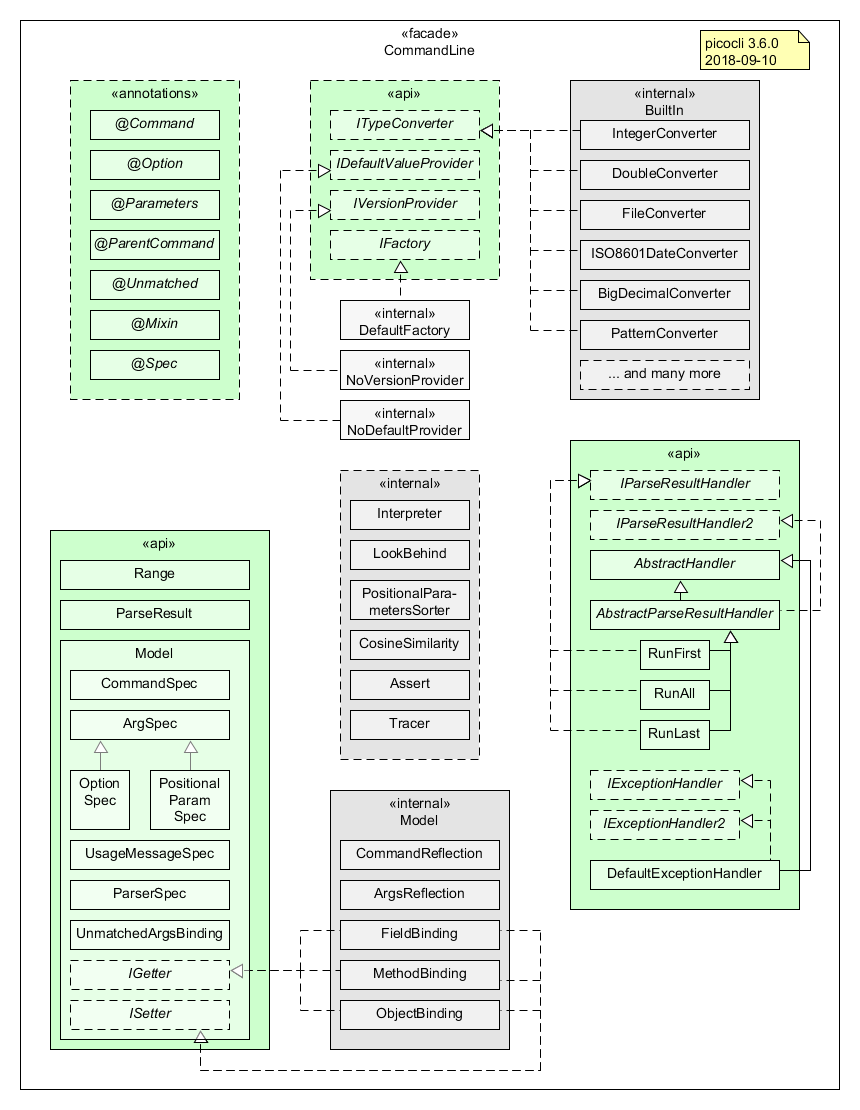 «facade»
CommandLine
picocli 3.6.0
2018-09-10
«annotations»
@Command
@Option
@Parameters
@ParentCommand
@Unmatched
@Mixin
@Spec
«api»
ITypeConverter
IDefaultValueProvider
IVersionProvider
IFactory
«internal»
DefaultFactory
«internal»
NoVersionProvider
«internal»
NoDefaultProvider
«internal»
BuiltIn
IntegerConverter
DoubleConverter
FileConverter
ISO8601DateConverter
BigDecimalConverter
PatternConverter
... and many more
«internal»
Interpreter
LookBehind
PositionalPara-
metersSorter
CosineSimilarity
Assert
Tracer
«api»
IParseResultHandler
IParseResultHandler2
AbstractHandler
AbstractParseResultHandler
RunFirst
RunAll
RunLast
IExceptionHandler
IExceptionHandler2
DefaultExceptionHandler
«api»
Range
ParseResult
Model
CommandSpec
ArgSpec
Option
Spec
Positional
Param
Spec
UsageMessageSpec
ParserSpec
UnmatchedArgsBinding
IGetter
ISetter
«internal»
Model
CommandReflection
ArgsReflection
FieldBinding
MethodBinding
ObjectBinding